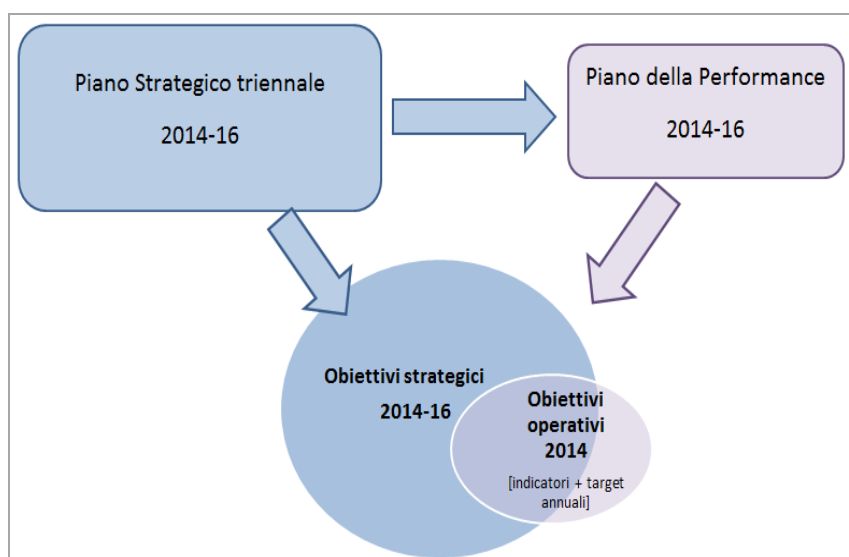 Piano Strategico triennale
2014-16
Piano della Performance
2014-16
Obiettivi strategici
2014-16
Obiettivi
operativi
2014
[indicatori + target
annuali]